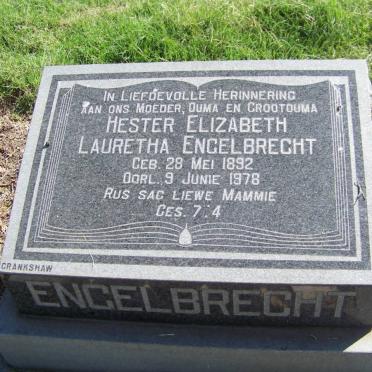 IN LIEFDEVOLLE HERINNERING
AAN ONS MOEDER, OUMA EN GROOTOUMA
HESTER ELIZABETH
LAURETHA ENGELBRECHT
GEB. 28 MEI 1892
OORL. 9 JUNIE 1978
RUS SAG LIEWE MAMMIE
GES. 7:4
CRANKSHAW
ENGELBRECHT